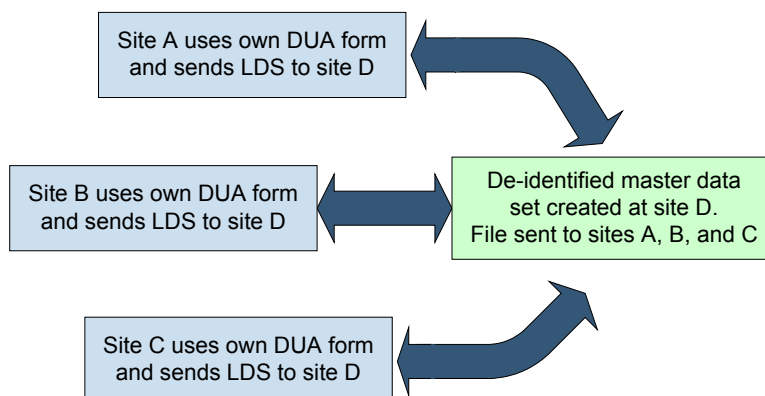 Site A uses own DUA form
and sends LDS to site D
Site B uses own DUA form
and sends LDS to site D
De-identified master data
set created at site D.
File sent to sites A, B, and C
Site C uses own DUA form
and sends LDS to site D